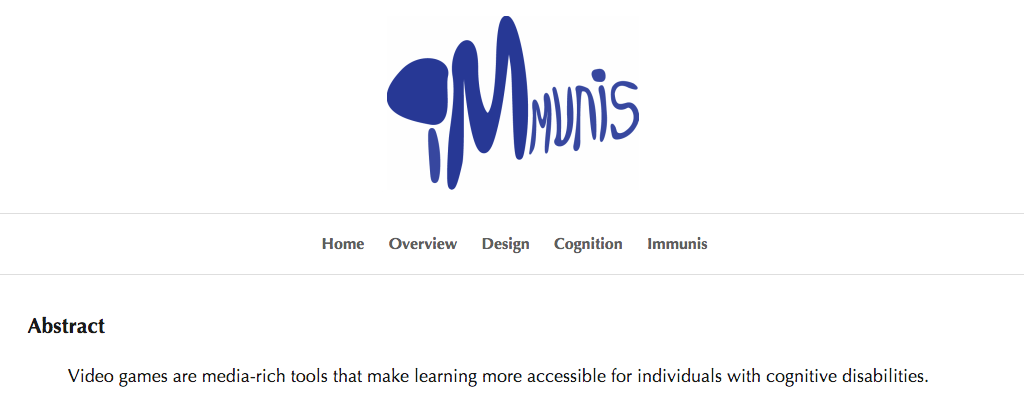 iMmunis
Home Overview Design Cognition Immunis
Abstract
Video games are media-rich tools that make learning more accessible for individuals with cognitive disabilities.